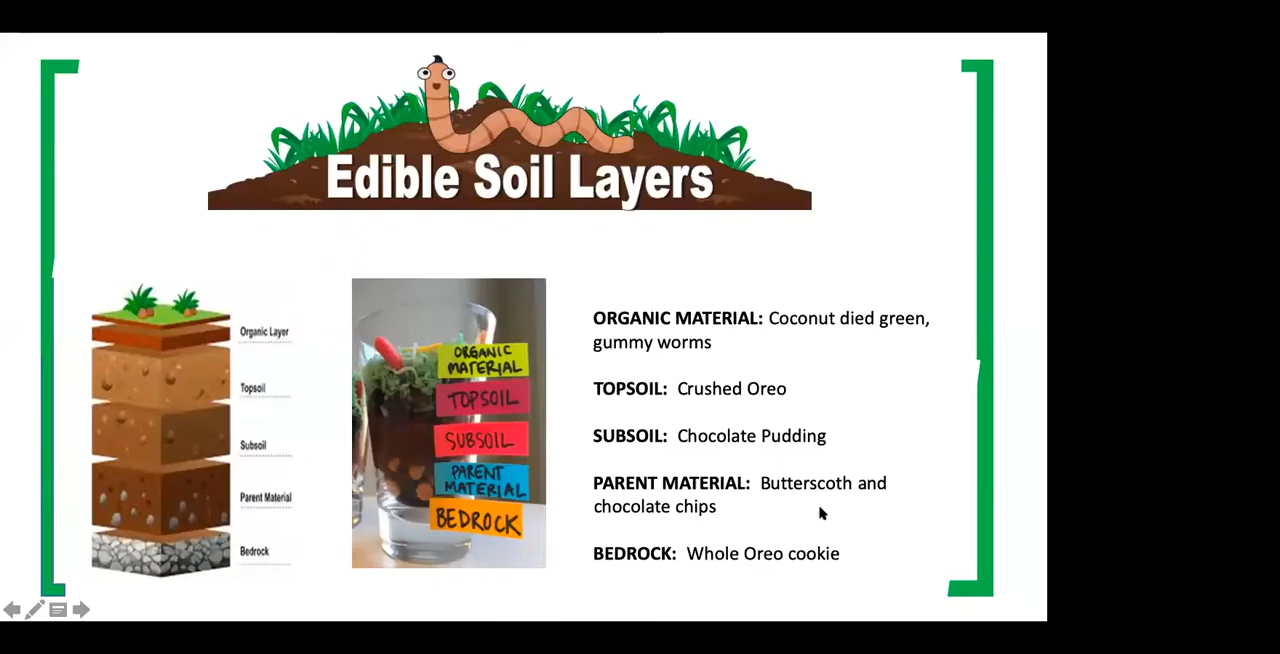 Edible Soil Layers
Organic Layer
Topsoil
Subsoil
Parent Material
Bedrock
ORGANIC
MATERIAL
TOPSOIL
SUBSOIL
PARENT
MATERIAL
BEDROCK
ORGANIC MATERIAL: Coconut died green,
gummy worms
TOPSOIL: Crushed Oreo
SUBSOIL: Chocolate Pudding
PARENT MATERIAL: Butterscoth and
chocolate chips
BEDROCK: Whole Oreo cookie